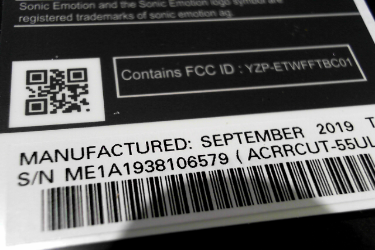 Sonic Emotion and the Sonic Emotion logo symbol are
registered trademarks of sonic emotion ag.
Contains FCC ID : YZP-ETWFFTBC01
MANUFACTURED: SEPTEMBER 2019 T
S/N ME1A1938106579 ( ACRRCUT-55UL